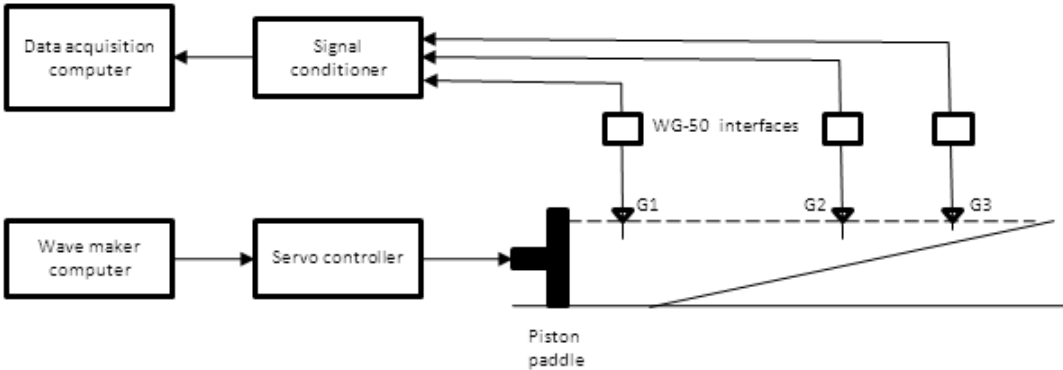 Data acquisition
computer
Signal
conditioner
WG-50 interfaces
G1
G2
G3
Wave maker
computer
Servo controller
Piston
paddle